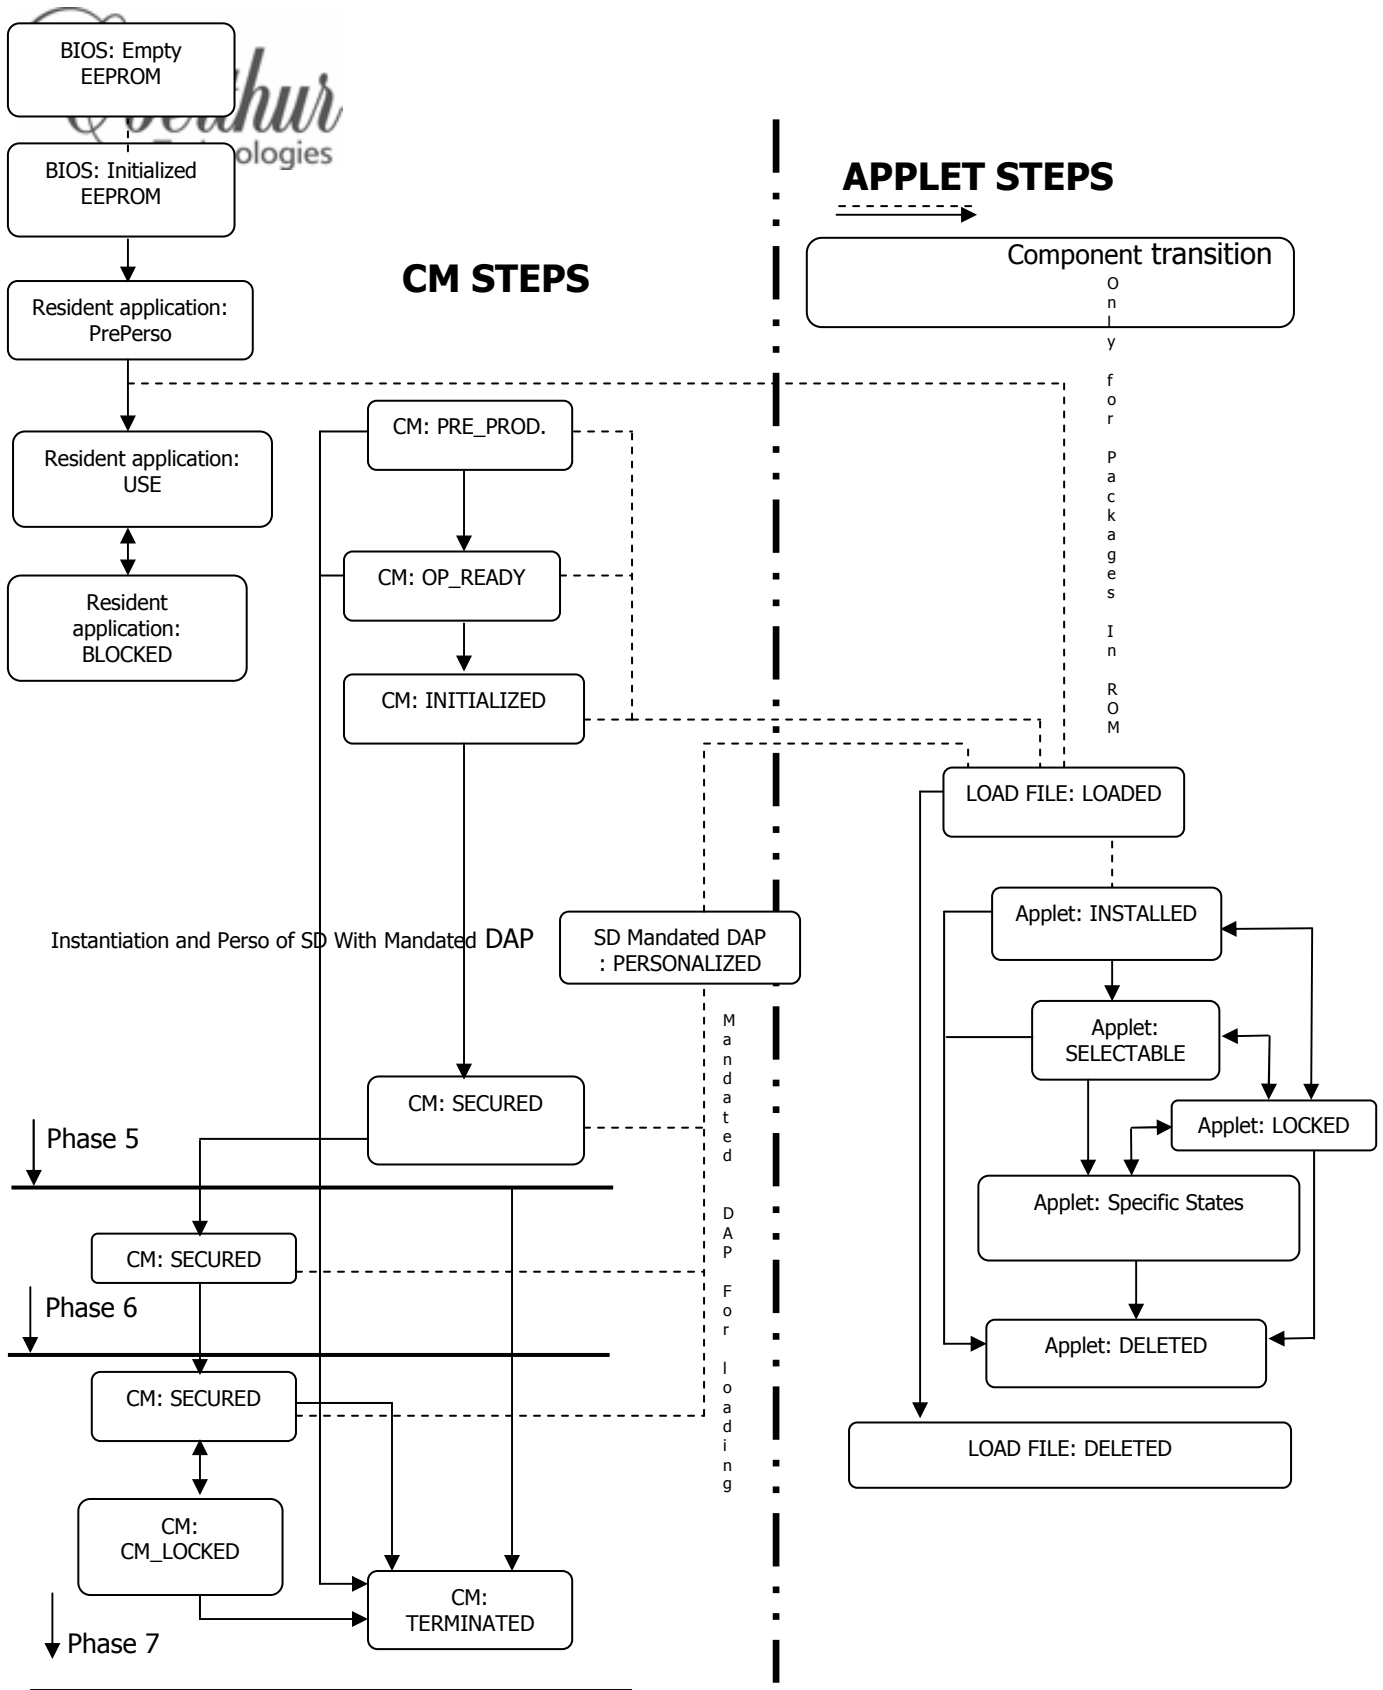 BIOS: Empty
EEPROM
ologies
BIOS: Initialized
EEPROM
APPLET STEPS
Component transition
CM STEPS
Resident application:
PrePerso
Only for Packages In ROM
CM: PRE_PROD.
Resident application:
USE
CM: OP_READY
Resident
application:
BLOCKED
CM: INITIALIZED
LOAD FILE: LOADED
Applet: INSTALLED
Instantiation and Perso of SD With Mandated DAP
SD Mandated DAP
: PERSONALIZED
Mandated DAP For loading
Applet:
SELECTABLE
CM: SECURED
Applet: LOCKED
Phase 5
Applet: Specific States
CM: SECURED
Phase 6
Applet: DELETED
CM: SECURED
LOAD FILE: DELETED
CM:
CM_LOCKED
CM:
TERMINATED
Phase 7